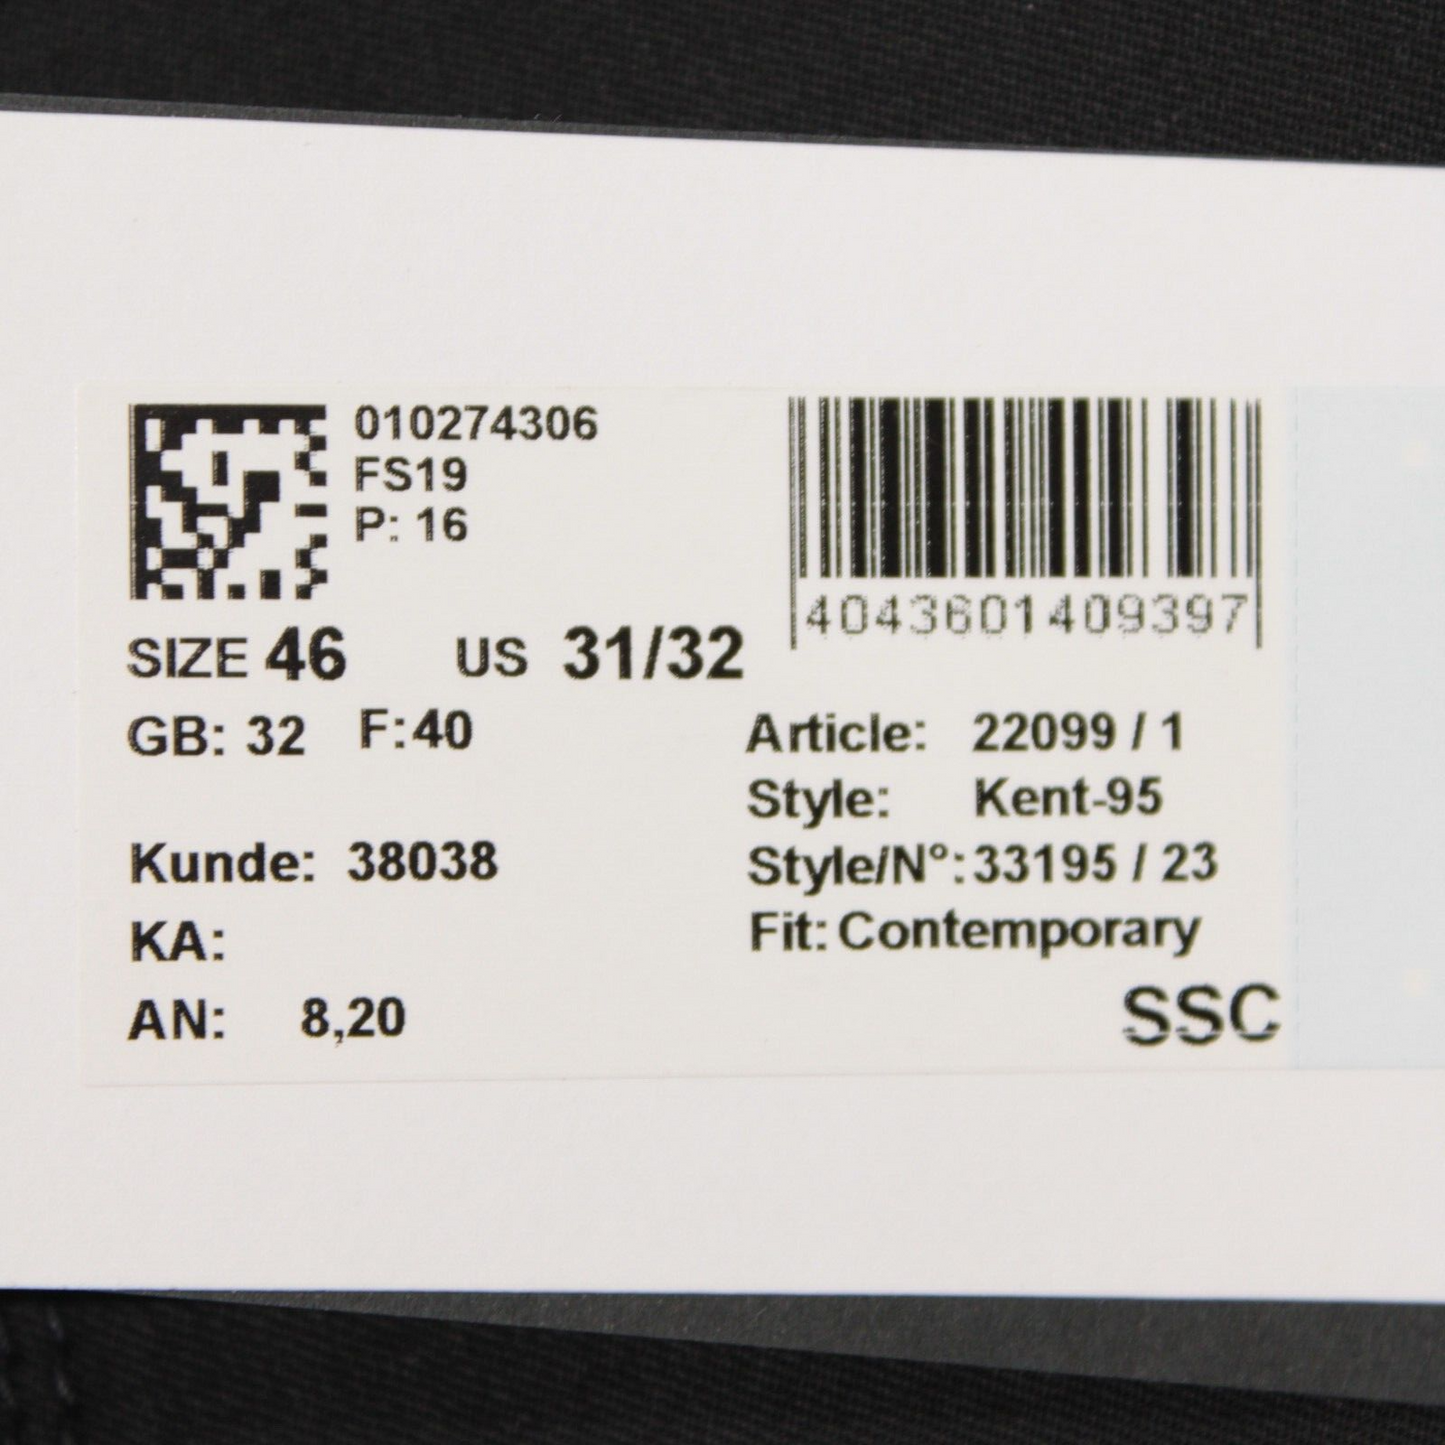 010274306
FS19
P: 16
4043601409397
SIZE 46 US 31/32
GB: 32 F:40
Article: 22099 / 1
Style: Kent-95
Kunde: 38038
Style/N°: 33195 / 23
KA:
Fit: Contemporary
AN: 8,20
SSC